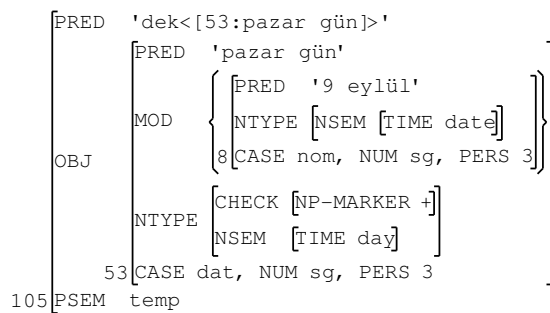 PRED 'dek<[53:pazar gün]>'
PRED 'pazar gün'
PRED '9 eylül'
MOD NTYPE NSEM TIME date
OBJ 8 CASE nom, NUM sg, PERS 3
CHECK NP-MARKER +
NTYPE
NSEM TIME day
53 CASE dat, NUM sg, PERS 3
105 PSEM temp